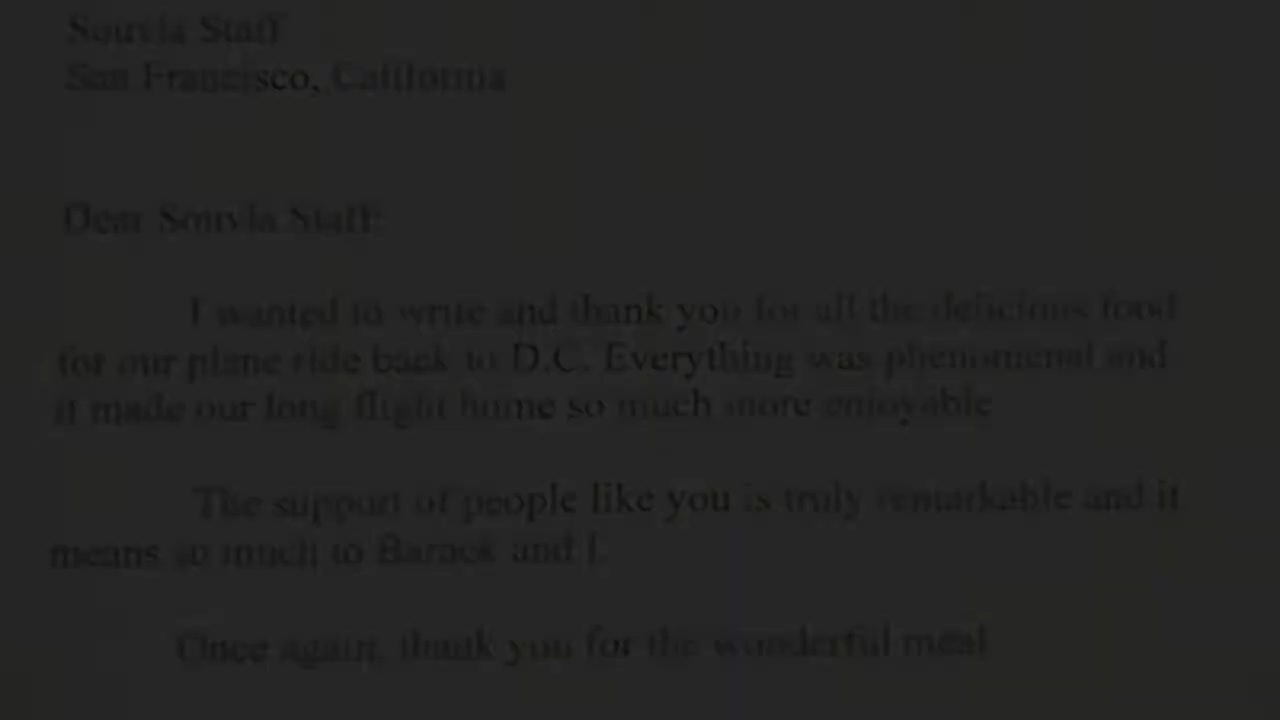 Souvla Staff
San Francisco, California
Dear Souvla Staff:
I wanted to write and thank you for all the delicious food
for our plane ride back to D.C. Everything was phenomenal and
it made our long flight home so much more enjoyable
The support of people like you is truly remarkable and it
means so much to Barack and I.
Once again, thank you for the wonderful meal